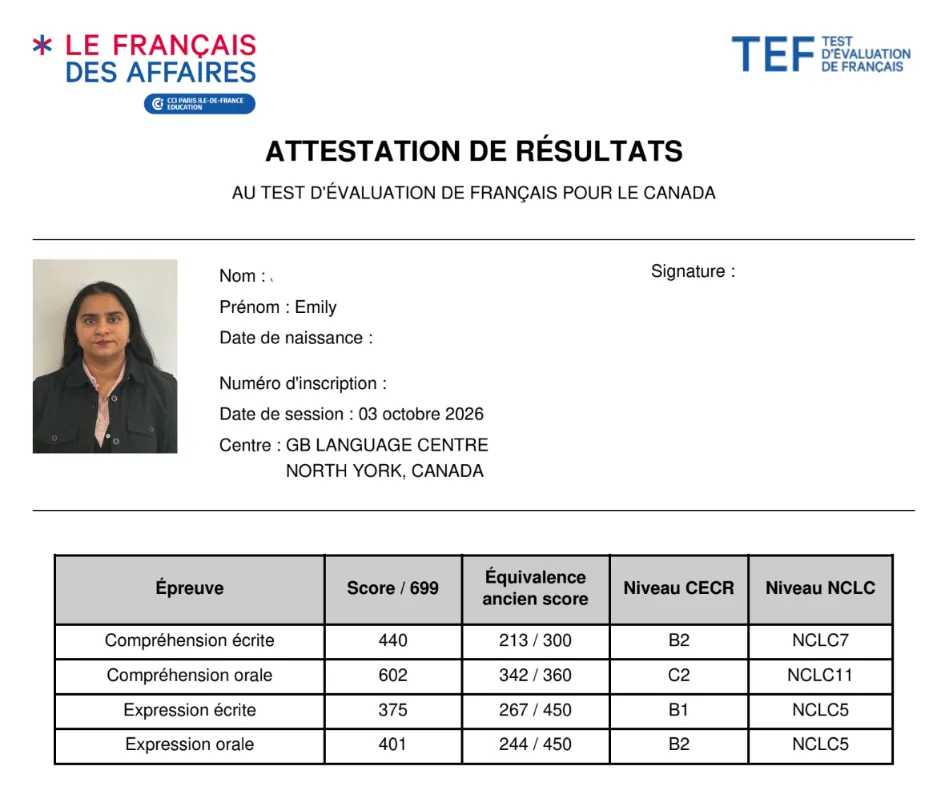 LE FRANÇAIS
DES AFFAIRES
CCI PARIS ILE-DE-FRANCE
EDUCATION
TEF TEST
D'ÉVALUATION
DE FRANÇAIS
ATTESTATION DE RÉSULTATS
AU TEST D'ÉVALUATION DE FRANÇAIS POUR LE CANADA
Nom :
Prénom : Emily
Date de naissance :
Numéro d'inscription :
Date de session : 03 octobre 2026
Centre : GB LANGUAGE CENTRE
NORTH YORK, CANADA
Signature :
Épreuve Score / 699 Équivalence ancien score Niveau CECR Niveau NCLC
Compréhension écrite 440 213 / 300 B2 NCLC7
Compréhension orale 602 342 / 360 C2 NCLC11
Expression écrite 375 267 / 450 B1 NCLC5
Expression orale 401 244 / 450 B2 NCLC5